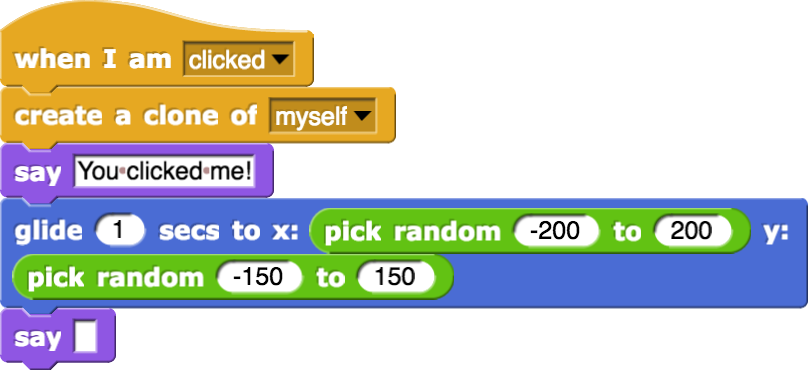 when I am clicked
create a clone of myself
say You clicked me!
glide 1 secs to x: pick random -200 to 200 y:
pick random -150 to 150
say